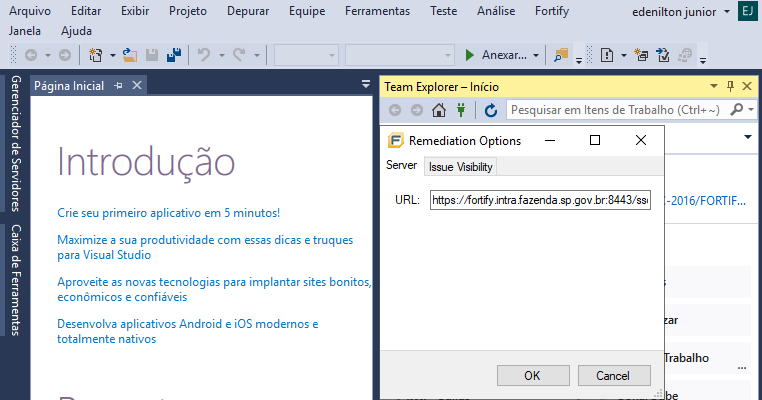 Arquivo Editar Exibir Projeto Depurar Equipe Ferramentas Teste Análise Fortify edenilton junior EJ
Janela Ajuda
Anexar...
Gerenciador de Servidores
Caixa de Ferramentas
Página Inicial
Introdução
Crie seu primeiro aplicativo em 5 minutos!
Maximize a sua produtividade com essas dicas e truques
para Visual Studio
Aproveite as novas tecnologias para implantar sites bonitos,
econômicos e confiáveis
Desenvolva aplicativos Android e iOS modernos e
totalmente nativos
Team Explorer – Início
Pesquisar em Itens de Trabalho (Ctrl+~)
Remediation Options
Server Issue Visibility
URL: https://fortify.intra.fazenda.sp.gov.br:8443/ss
OK Cancel
-2016/FORTIF...
Trabalho
...